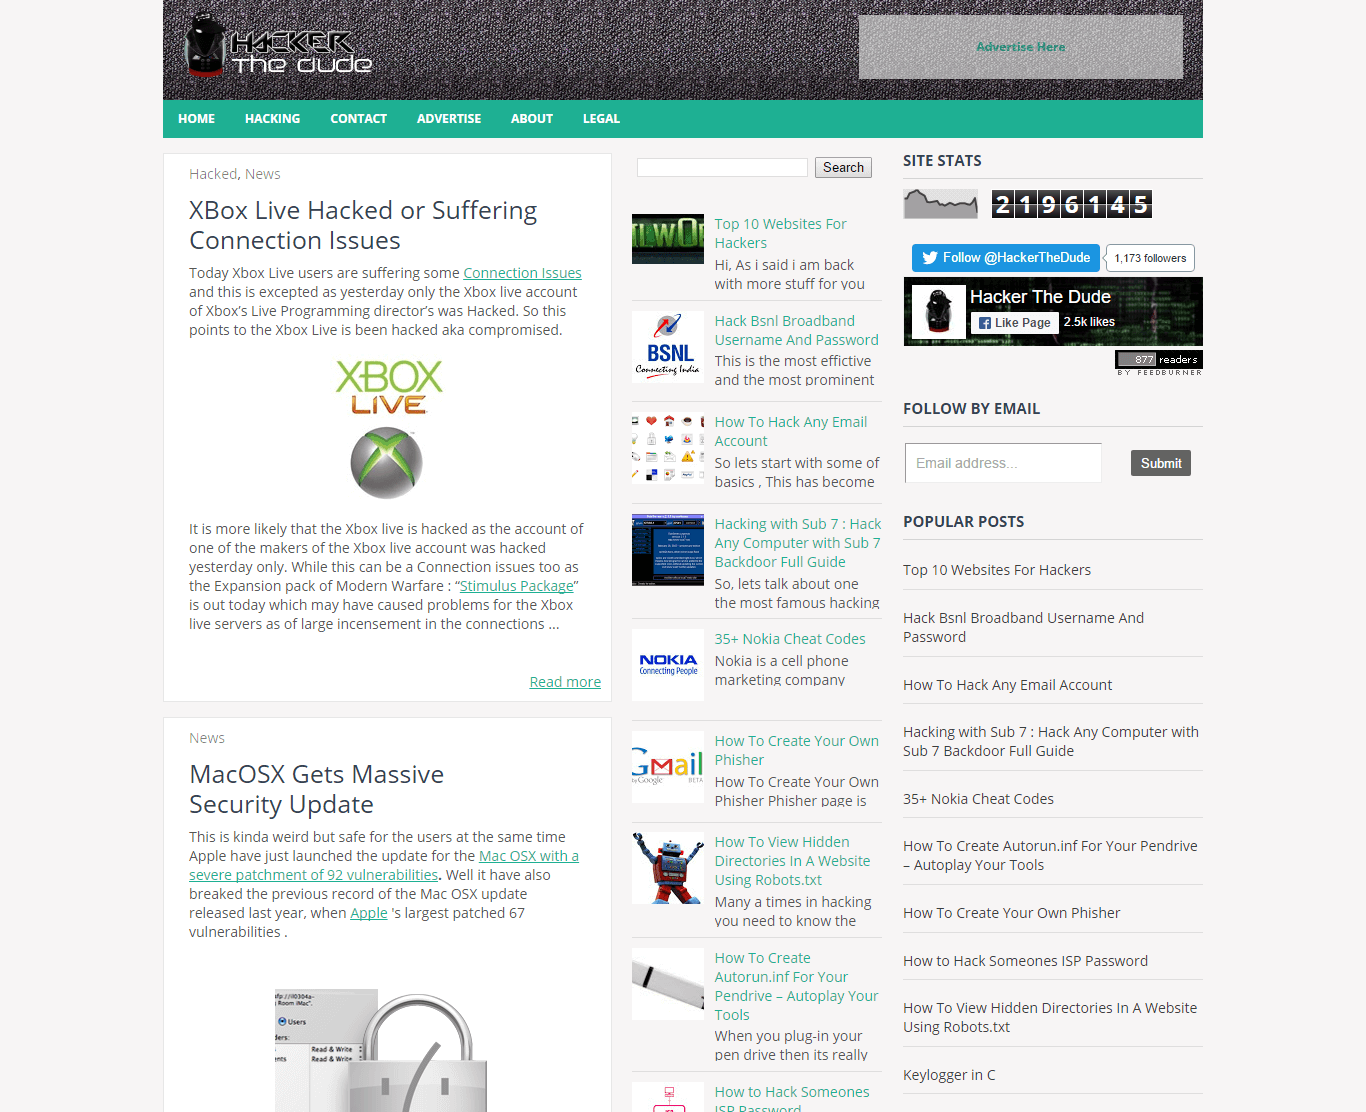 HACKER
The dude
Advertise Here
HOME HACKING CONTACT ADVERTISE ABOUT LEGAL
Hacked, News
XBox Live Hacked or Suffering
Connection Issues
Today Xbox Live users are suffering some Connection Issues
and this is excepted as yesterday only the Xbox live account
of Xbox's Live Programming director's was Hacked. So this
points to the Xbox Live is been hacked aka compromised.
XBOX
LIVE
It is more likely that the Xbox live is hacked as the account of
one of the makers of the Xbox live account was hacked
yesterday only. While this can be a Connection issues too as
the Expansion pack of Modern Warfare : “Stimulus Package”
is out today which may have caused problems for the Xbox
live servers as of large incensement in the connections ...
Read more
News
MacOSX Gets Massive
Security Update
This is kinda weird but safe for the users at the same time
Apple have just launched the update for the Mac OSX with a
severe patchment of 92 vulnerabilities. Well it have also
breaked the previous record of the Mac OSX update
released last year, when Apple 's largest patched 67
vulnerabilities .
Room iMac".
Users
Read & Write
Read & Write
Search
Top 10 Websites For
Hackers
Hi, As i said i am back
with more stuff for you
BSNL
Connecting India
Hack Bsnl Broadband
Username And Password
This is the most effictive
and the most prominent
How To Hack Any Email
Account
So lets start with some of
basics , This has become
Hacking with Sub 7 : Hack
Any Computer with Sub 7
Backdoor Full Guide
So, lets talk about one
the most famous hacking
NOKIA
Connecting People
35+ Nokia Cheat Codes
Nokia is a cell phone
marketing company
GMail
by Google BETA
How To Create Your Own
Phisher
How To Create Your Own
Phisher Phisher page is
How To View Hidden
Directories In A Website
Using Robots.txt
Many a times in hacking
you need to know the
How To Create
Autorun.inf For Your
Pendrive – Autoplay Your
Tools
When you plug-in your
pen drive then its really
How to Hack Someones
ISP Password
SITE STATS
2196145
Follow @HackerTheDude 1,173 followers
Hacker The Dude
Like Page 2.5k likes
877 readers
BY FEEDBURNER
FOLLOW BY EMAIL
Email address... Submit
POPULAR POSTS
Top 10 Websites For Hackers
Hack Bsnl Broadband Username And
Password
How To Hack Any Email Account
Hacking with Sub 7 : Hack Any Computer with
Sub 7 Backdoor Full Guide
35+ Nokia Cheat Codes
How To Create Autorun.inf For Your Pendrive
– Autoplay Your Tools
How To Create Your Own Phisher
How to Hack Someones ISP Password
How To View Hidden Directories In A Website
Using Robots.txt
Keylogger in C